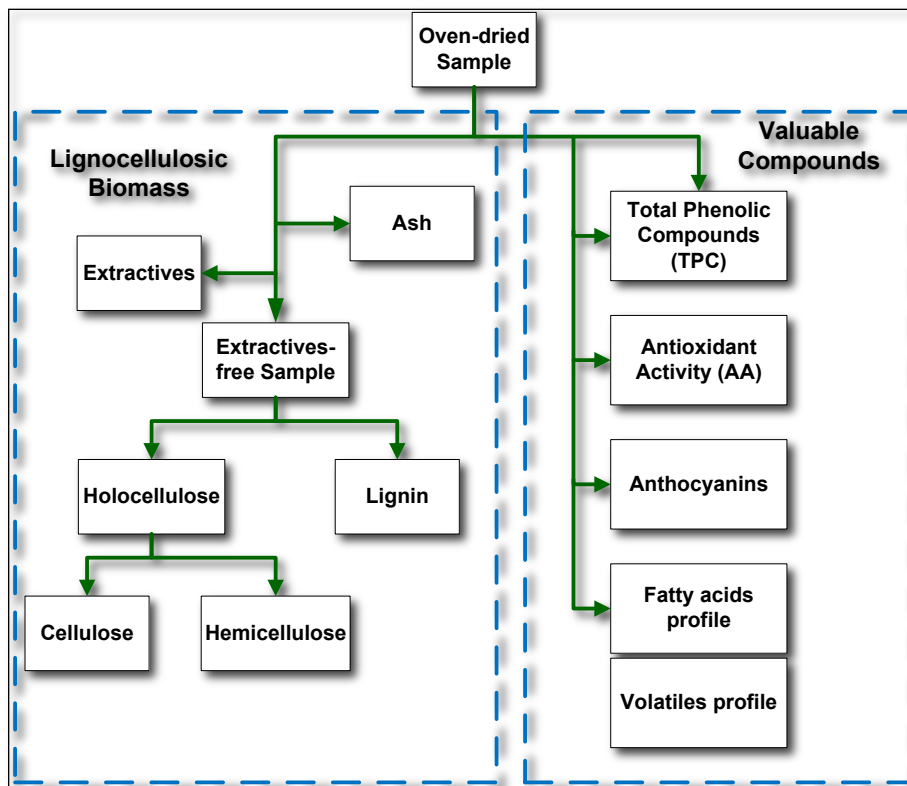 Oven-dried
Sample
Lignocellulosic
Biomass
Valuable
Compounds
Ash
Extractives
Extractives-
free Sample
Holocellulose
Lignin
Cellulose
Hemicellulose
Total Phenolic
Compounds
(TPC)
Antioxidant
Activity (AA)
Anthocyanins
Fatty acids
profile
Volatiles profile